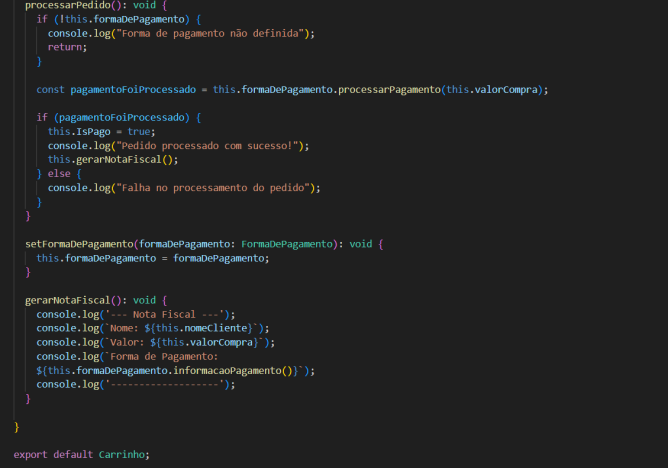 processarPedido(): void {
if (!this.formaDePagamento) {
console.log("Forma de pagamento não definida");
return;
}
const pagamentoFoiProcessado = this.formaDePagamento.processarPagamento(this.valorCompra);
if (pagamentoFoiProcessado) {
this.IsPago = true;
console.log("Pedido processado com sucesso!");
this.gerarNotaFiscal();
} else {
console.log("Falha no processamento do pedido");
}
}
setFormaDePagamento(formaDePagamento: FormaDePagamento): void {
this.formaDePagamento = formaDePagamento;
}
gerarNotaFiscal(): void {
console.log('--- Nota Fiscal ---');
console.log(`Nome: ${this.nomeCliente}`);
console.log(`Valor: ${this.valorCompra}`);
console.log(`Forma de Pagamento:
${this.formaDePagamento.informacaoPagamento()}`);
console.log('-------------------');
}
}
export default Carrinho;